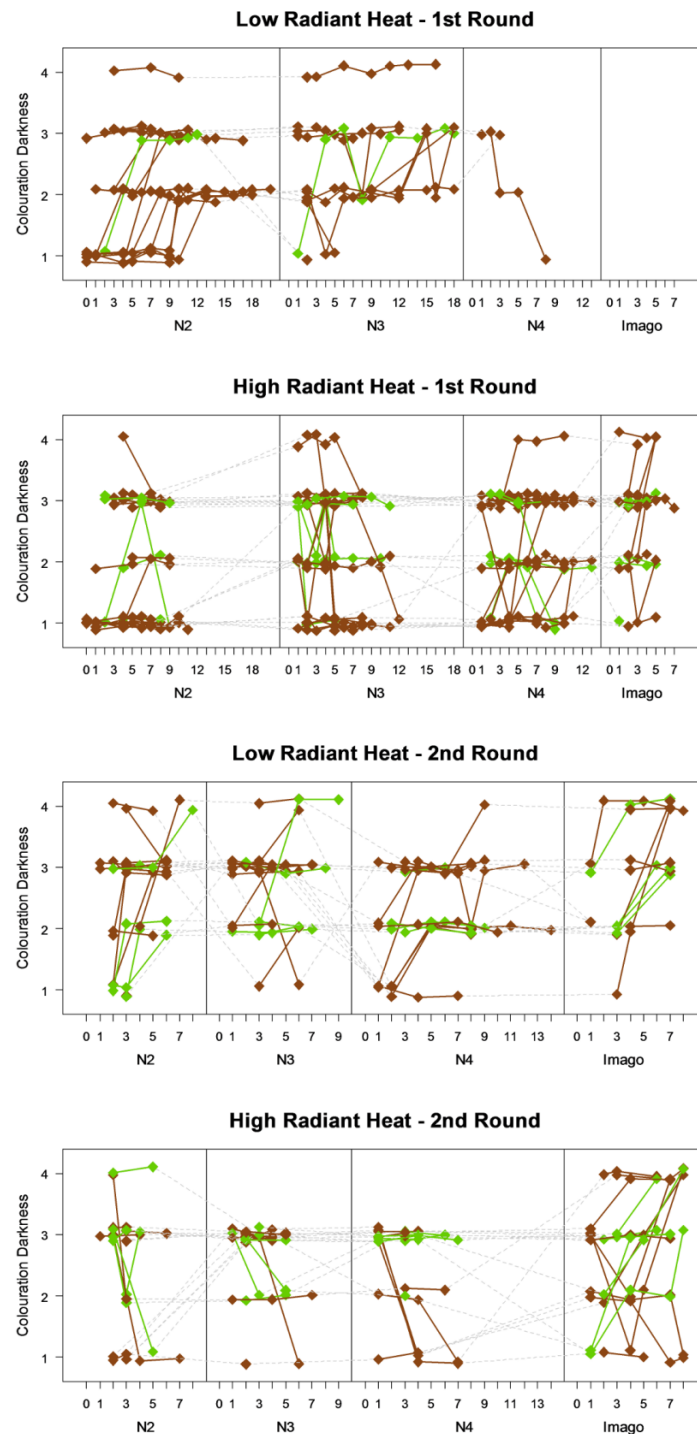 Low Radiant Heat - 1st Round
Colouration Darkness
4
3
2
1
0 1 3 5 7 9 12 15 18 0 1 3 5 7 9 12 15 18 0 1 3 5 7 9 12 0 1 3 5 7
N2 N3 N4 Imago
High Radiant Heat - 1st Round
Colouration Darkness
4
3
2
1
0 1 3 5 7 9 12 15 18 0 1 3 5 7 9 12 15 18 0 1 3 5 7 9 12 0 1 3 5 7
N2 N3 N4 Imago
Low Radiant Heat - 2nd Round
Colouration Darkness
4
3
2
1
0 1 3 5 7 0 1 3 5 7 9 0 1 3 5 7 9 11 13 0 1 3 5 7
N2 N3 N4 Imago
High Radiant Heat - 2nd Round
Colouration Darkness
4
3
2
1
0 1 3 5 7 0 1 3 5 7 9 0 1 3 5 7 9 11 13 0 1 3 5 7
N2 N3 N4 Imago